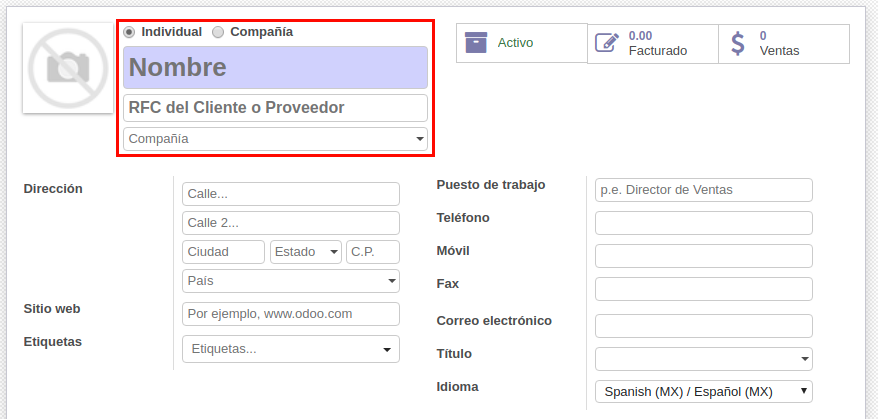 Individual Compañía
Nombre
RFC del Cliente o Proveedor
Compañía
Activo
0.00
Facturado
0
Ventas
Dirección
Calle...
Calle 2...
Ciudad Estado C.P.
País
Sitio web
Por ejemplo, www.odoo.com
Etiquetas
Etiquetas...
Puesto de trabajo
p.e. Director de Ventas
Teléfono
Móvil
Fax
Correo electrónico
Título
Idioma
Spanish (MX) / Español (MX)